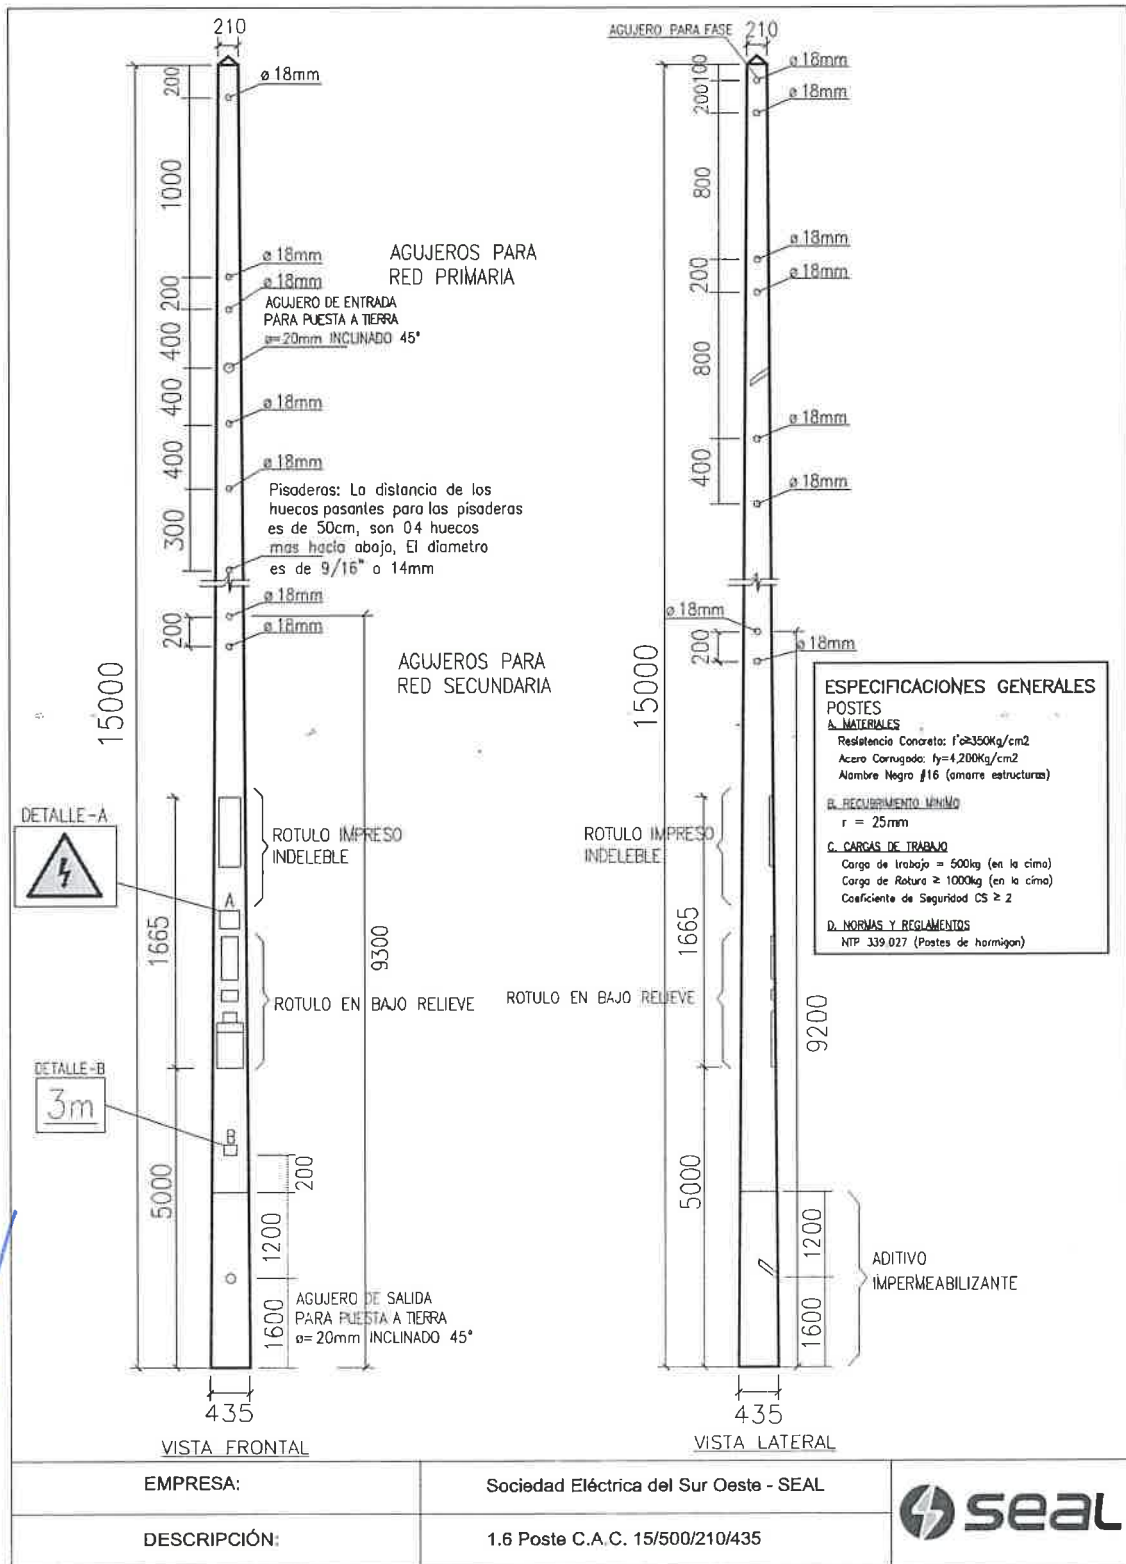 210
200
ø 18mm
1000
ø 18mm
200
ø 18mm
AGUJEROS PARA
RED PRIMARIA
AGUJERO DE ENTRADA
PARA PUESTA A TIERRA
ø=20mm INCLINADO 45°
400
400
ø 18mm
400
ø 18mm
300
Pisaderas: La distancia de los
huecos pasantes para las pisaderas
es de 50cm, son 04 huecos
mas hacia abajo, El diametro
es de 9/16" o 14mm
ø 18mm
200
ø 18mm
AGUJEROS PARA
RED SECUNDARIA
15000
DETALLE-A
ROTULO IMPRESO
INDELEBLE
A
1665
9300
ROTULO EN BAJO RELIEVE
DETALLE-B
3m
B
200
5000
1200
1600
AGUJERO DE SALIDA
PARA PUESTA A TIERRA
ø=20mm INCLINADO 45°
435
VISTA FRONTAL
AGUJERO PARA FASE
210
100
ø 18mm
200
ø 18mm
800
ø 18mm
200
ø 18mm
800
ø 18mm
400
ø 18mm
ø 18mm
200
ø 18mm
15000
ROTULO IMPRESO
INDELEBLE
1665
ROTULO EN BAJO RELIEVE
9200
5000
1200
1600
ADITIVO
IMPERMEABILIZANTE
435
VISTA LATERAL
ESPECIFICACIONES GENERALES
POSTES
A. MATERIALES
Resistencia Concreto: f'c≥350Kg/cm2
Acero Corrugado: fy=4,200Kg/cm2
Alambre Negro #16 (amarre estructuras)
B. RECUBRIMIENTO MINIMO
r = 25mm
C. CARGAS DE TRABAJO
Carga de trabajo = 500kg (en la cima)
Carga de Rotura ≥ 1000kg (en la cima)
Coeficiente de Seguridad CS ≥ 2
D. NORMAS Y REGLAMENTOS
NTP 339.027 (Postes de hormigon)
EMPRESA:
Sociedad Eléctrica del Sur Oeste - SEAL
DESCRIPCIÓN:
1.6 Poste C.A.C. 15/500/210/435
seal